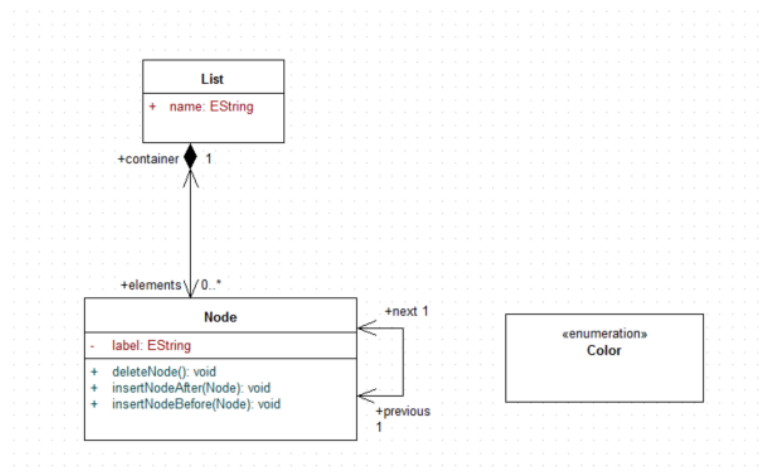 List
+ name: EString
+container 1
+elements 0..*
Node
- label: EString
+ deleteNode(): void
+ insertNodeAfter(Node): void
+ insertNodeBefore(Node): void
+next 1
+previous
1
«enumeration»
Color